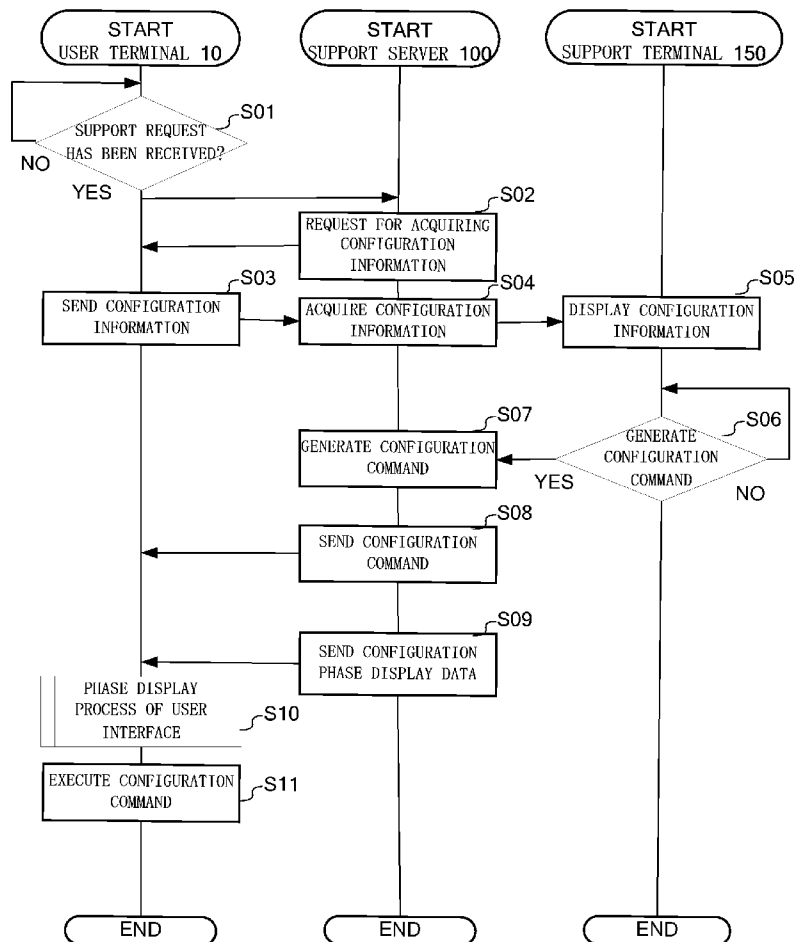 START
USER TERMINAL 10
START
SUPPORT SERVER 100
START
SUPPORT TERMINAL 150
S01
SUPPORT REQUEST
HAS BEEN RECEIVED?
NO
YES
S02
REQUEST FOR ACQUIRING
CONFIGURATION
INFORMATION
S03
SEND CONFIGURATION
INFORMATION
S04
ACQUIRE CONFIGURATION
INFORMATION
S05
DISPLAY CONFIGURATION
INFORMATION
S06
GENERATE
CONFIGURATION
COMMAND
YES
NO
S07
GENERATE CONFIGURATION
COMMAND
S08
SEND CONFIGURATION
COMMAND
S09
SEND CONFIGURATION
PHASE DISPLAY DATA
PHASE DISPLAY
PROCESS OF USER
INTERFACE
S10
EXECUTE CONFIGURATION
COMMAND
S11
END
END
END